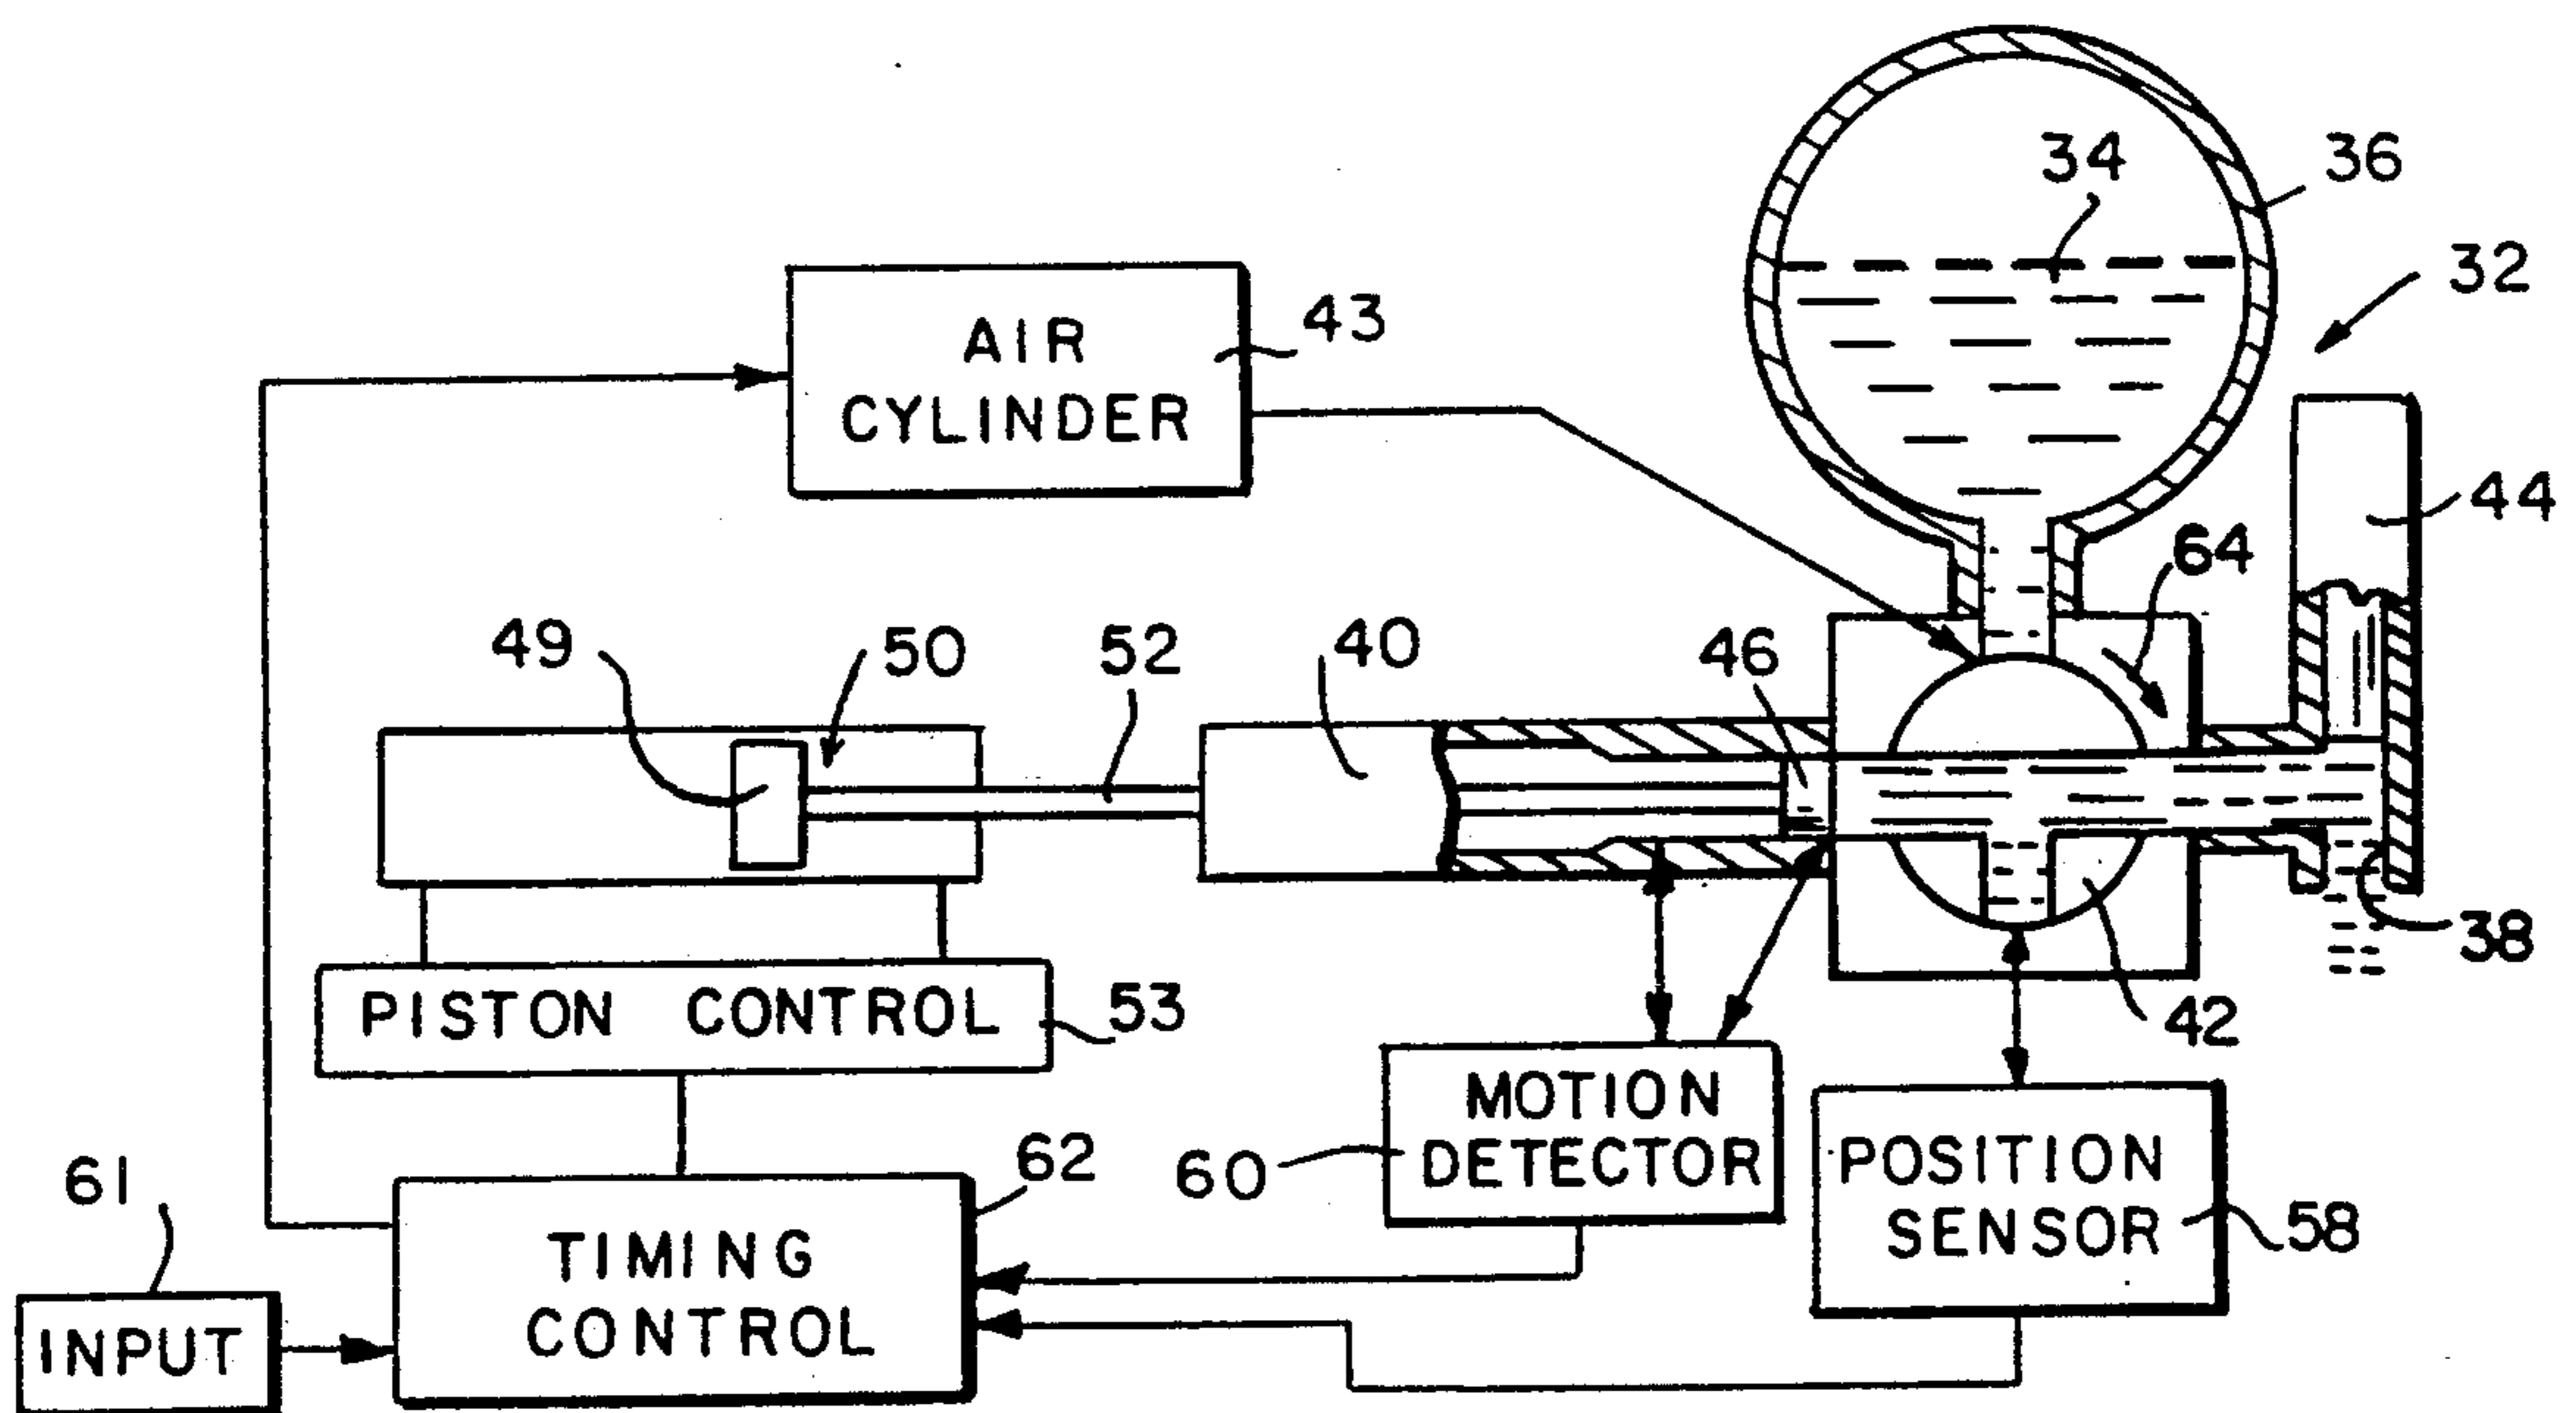 34
36
32
AIR
CYLINDER
43
44
64
49
50
52
40
46
38
42
PISTON CONTROL
53
MOTION
DETECTOR
60
POSITION
SENSOR
58
61
62
TIMING
CONTROL
INPUT